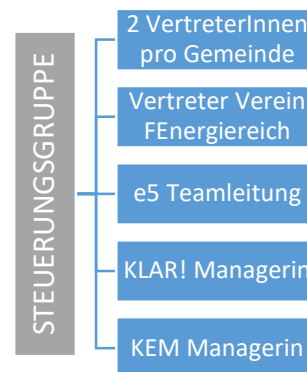 STEUERUNGSGRUPPE
2 VertreterInnen
pro Gemeinde
Vertreter Verein
FEnergiereich
e5 Teamleitung
KLAR! Managerin
KEM Managerin